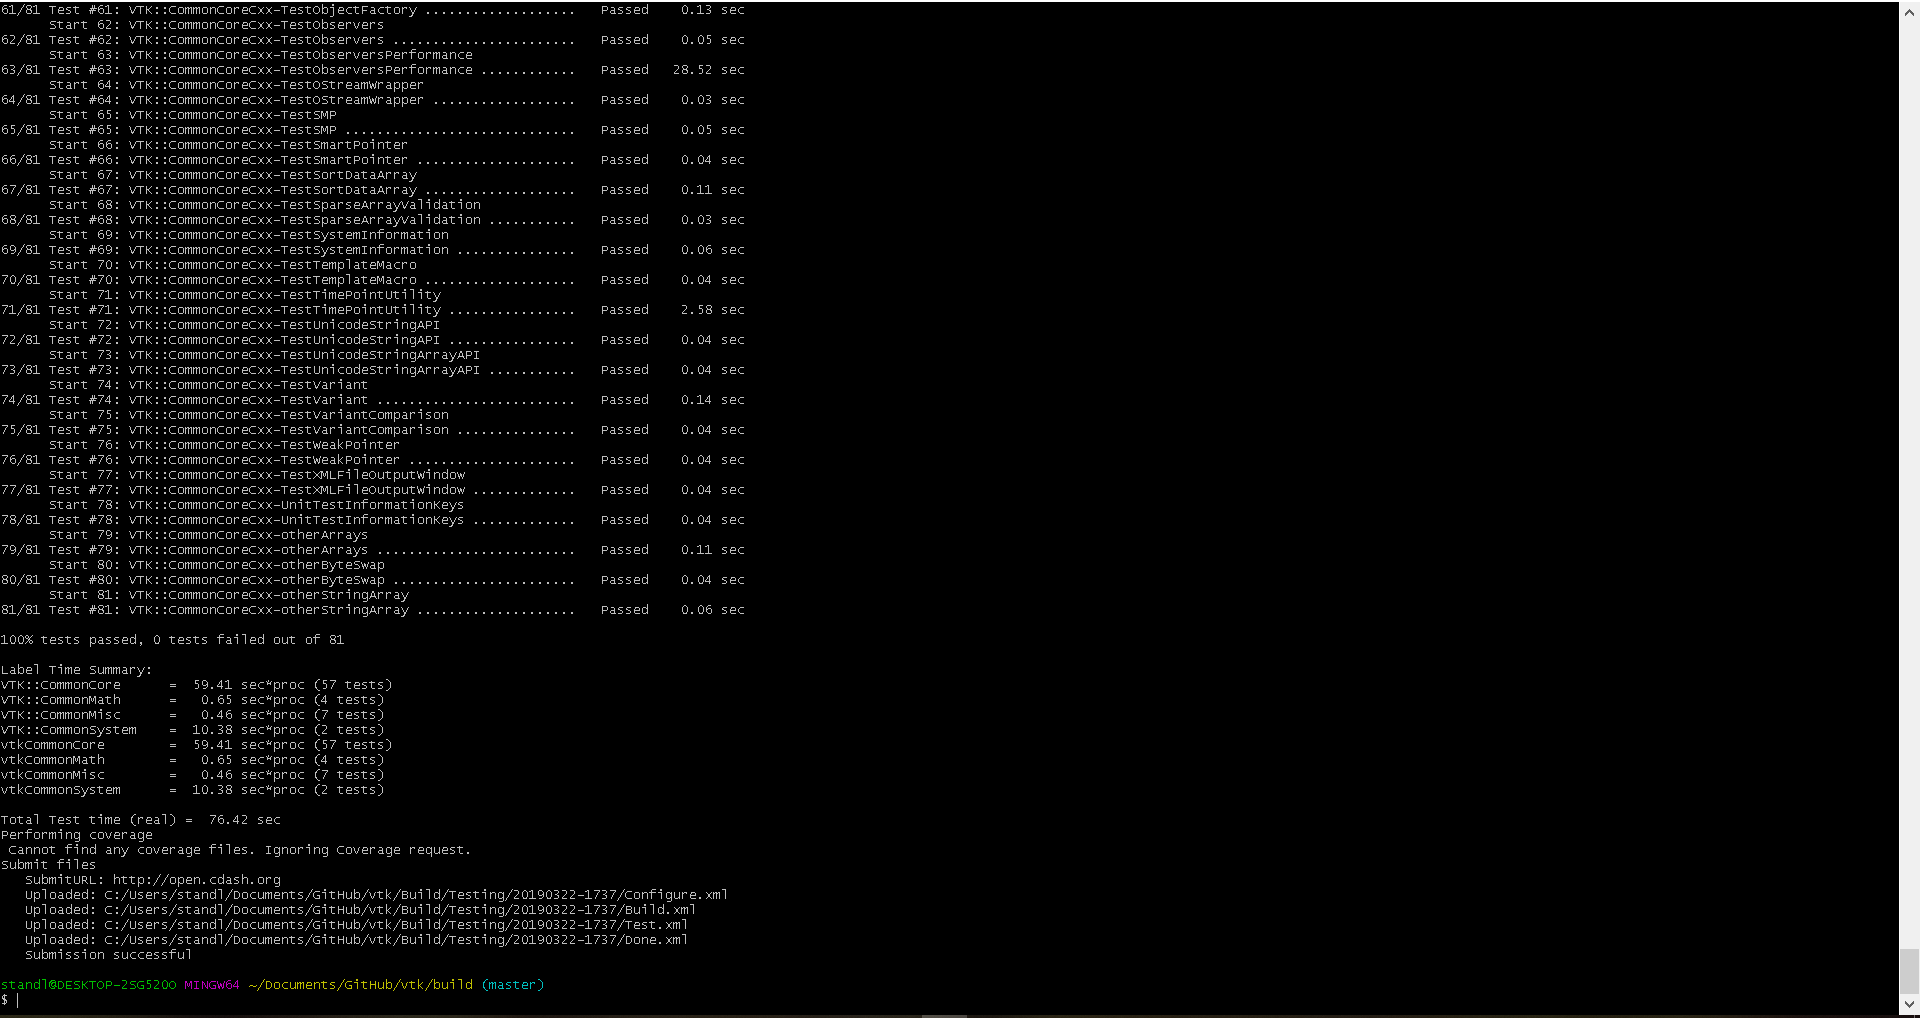 61/81 Test #61: VTK::CommonCoreCxx-TestObjectFactory ...................   Passed    0.13 sec
      Start 62: VTK::CommonCoreCxx-TestObservers
62/81 Test #62: VTK::CommonCoreCxx-TestObservers .......................   Passed    0.05 sec
      Start 63: VTK::CommonCoreCxx-TestObserversPerformance
63/81 Test #63: VTK::CommonCoreCxx-TestObserversPerformance ............   Passed   28.52 sec
      Start 64: VTK::CommonCoreCxx-TestOStreamWrapper
64/81 Test #64: VTK::CommonCoreCxx-TestOStreamWrapper ..................   Passed    0.03 sec
      Start 65: VTK::CommonCoreCxx-TestSMP
65/81 Test #65: VTK::CommonCoreCxx-TestSMP .............................   Passed    0.05 sec
      Start 66: VTK::CommonCoreCxx-TestSmartPointer
66/81 Test #66: VTK::CommonCoreCxx-TestSmartPointer ....................   Passed    0.04 sec
      Start 67: VTK::CommonCoreCxx-TestSortDataArray
67/81 Test #67: VTK::CommonCoreCxx-TestSortDataArray ...................   Passed    0.11 sec
      Start 68: VTK::CommonCoreCxx-TestSparseArrayValidation
68/81 Test #68: VTK::CommonCoreCxx-TestSparseArrayValidation ...........   Passed    0.03 sec
      Start 69: VTK::CommonCoreCxx-TestSystemInformation
69/81 Test #69: VTK::CommonCoreCxx-TestSystemInformation ...............   Passed    0.06 sec
      Start 70: VTK::CommonCoreCxx-TestTemplateMacro
70/81 Test #70: VTK::CommonCoreCxx-TestTemplateMacro ...................   Passed    0.04 sec
      Start 71: VTK::CommonCoreCxx-TestTimePointUtility
71/81 Test #71: VTK::CommonCoreCxx-TestTimePointUtility ................   Passed    2.58 sec
      Start 72: VTK::CommonCoreCxx-TestUnicodeStringAPI
72/81 Test #72: VTK::CommonCoreCxx-TestUnicodeStringAPI ................   Passed    0.04 sec
      Start 73: VTK::CommonCoreCxx-TestUnicodeStringArrayAPI
73/81 Test #73: VTK::CommonCoreCxx-TestUnicodeStringArrayAPI ...........   Passed    0.04 sec
      Start 74: VTK::CommonCoreCxx-TestVariant
74/81 Test #74: VTK::CommonCoreCxx-TestVariant .........................   Passed    0.14 sec
      Start 75: VTK::CommonCoreCxx-TestVariantComparison
75/81 Test #75: VTK::CommonCoreCxx-TestVariantComparison ...............   Passed    0.04 sec
      Start 76: VTK::CommonCoreCxx-TestWeakPointer
76/81 Test #76: VTK::CommonCoreCxx-TestWeakPointer .....................   Passed    0.04 sec
      Start 77: VTK::CommonCoreCxx-TestXMLFileOutputWindow
77/81 Test #77: VTK::CommonCoreCxx-TestXMLFileOutputWindow .............   Passed    0.04 sec
      Start 78: VTK::CommonCoreCxx-UnitTestInformationKeys
78/81 Test #78: VTK::CommonCoreCxx-UnitTestInformationKeys .............   Passed    0.04 sec
      Start 79: VTK::CommonCoreCxx-otherArrays
79/81 Test #79: VTK::CommonCoreCxx-otherArrays .........................   Passed    0.11 sec
      Start 80: VTK::CommonCoreCxx-otherByteSwap
80/81 Test #80: VTK::CommonCoreCxx-otherByteSwap .......................   Passed    0.04 sec
      Start 81: VTK::CommonCoreCxx-otherStringArray
81/81 Test #81: VTK::CommonCoreCxx-otherStringArray ....................   Passed    0.06 sec

100% tests passed, 0 tests failed out of 81

Label Time Summary:
VTK::CommonCore      =  59.41 sec*proc (57 tests)
VTK::CommonMath      =   0.65 sec*proc (4 tests)
VTK::CommonMisc      =   0.46 sec*proc (7 tests)
VTK::CommonSystem    =  10.38 sec*proc (2 tests)
vtkCommonCore        =  59.41 sec*proc (57 tests)
vtkCommonMath        =   0.65 sec*proc (4 tests)
vtkCommonMisc        =   0.46 sec*proc (7 tests)
vtkCommonSystem      =  10.38 sec*proc (2 tests)

Total Test time (real) =  76.42 sec
Performing coverage
 Cannot find any coverage files. Ignoring Coverage request.
Submit files
   SubmitURL: http://open.cdash.org
   Uploaded: C:/Users/standl/Documents/GitHub/vtk/Build/Testing/20190322-1737/Configure.xml
   Uploaded: C:/Users/standl/Documents/GitHub/vtk/Build/Testing/20190322-1737/Build.xml
   Uploaded: C:/Users/standl/Documents/GitHub/vtk/Build/Testing/20190322-1737/Test.xml
   Uploaded: C:/Users/standl/Documents/GitHub/vtk/Build/Testing/20190322-1737/Done.xml
   Submission successful

standl@DESKTOP-2SG52OO MINGW64 ~/Documents/GitHub/vtk/build (master)
$